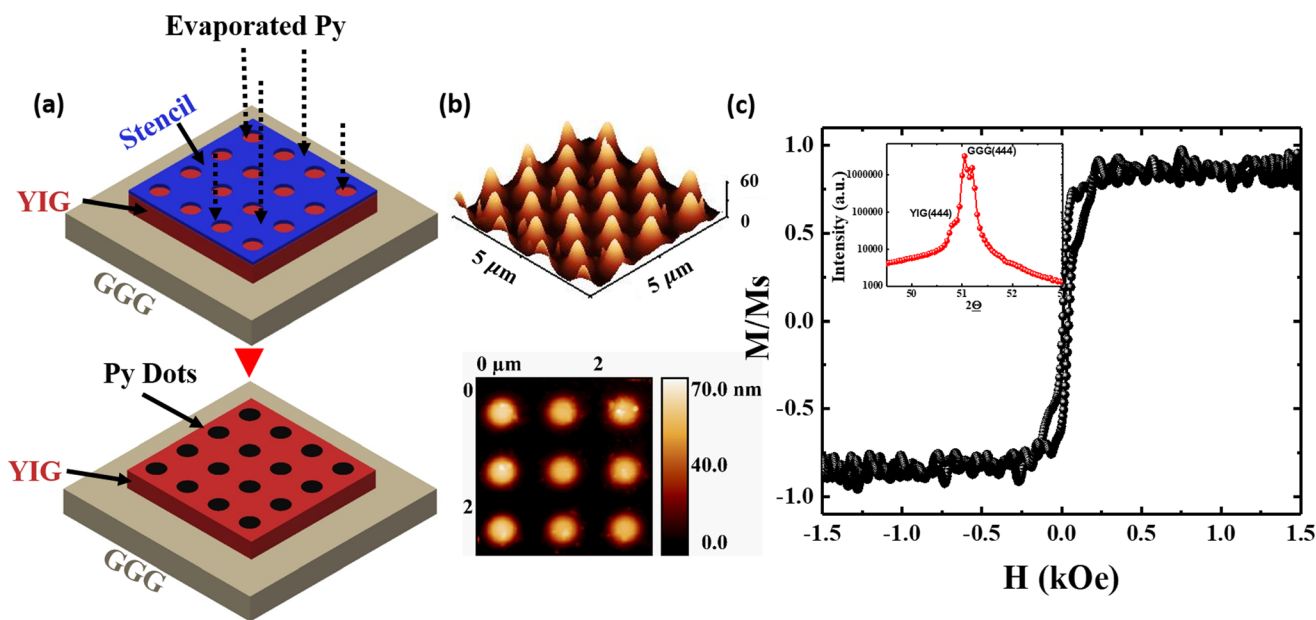 (a)
Evaporated Py
Stencil
YIG
GGG
Py Dots
YIG
GGG
(b)
60
0
5 µm
5 µm
0 µm
2
0
2
70.0 nm
40.0
0.0
(c)
M/Ms
1.0
0.5
0.0
-0.5
-1.0
-1.5
-1.0
-0.5
0.0
0.5
1.0
1.5
H (kOe)
Intensity (a.u.)
1000000
100000
10000
1000
GGG(444)
YIG(444)
50
51
52
2Θ